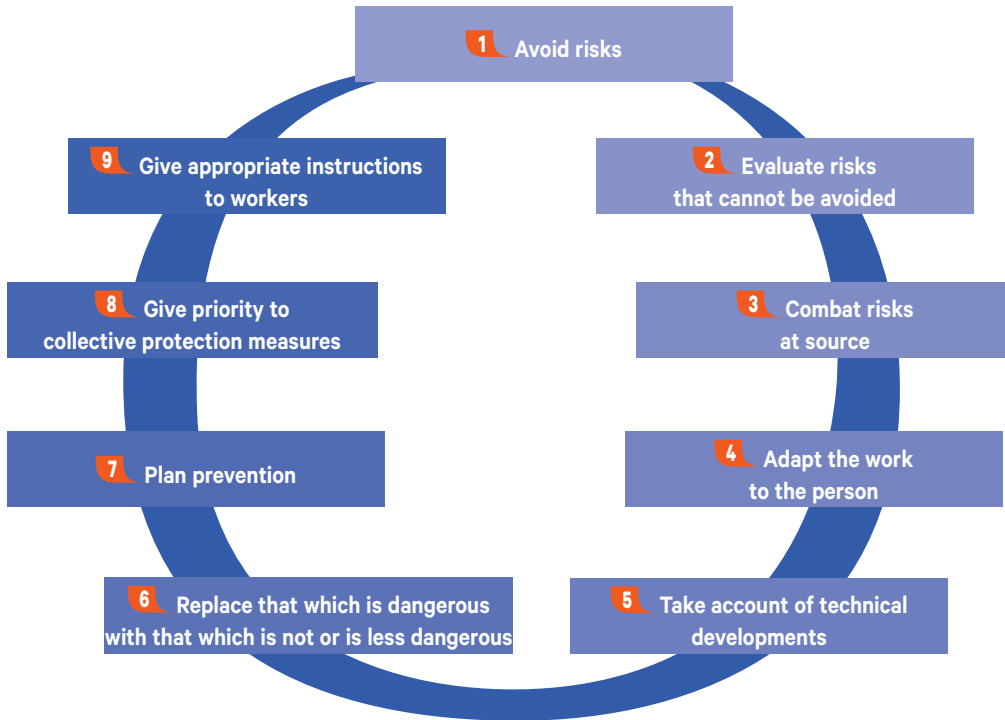 1 Avoid risks
2 Evaluate risks
that cannot be avoided
3 Combat risks
at source
4 Adapt the work
to the person
5 Take account of technical
developments
6 Replace that which is dangerous
with that which is not or is less dangerous
7 Plan prevention
8 Give priority to
collective protection measures
9 Give appropriate instructions
to workers